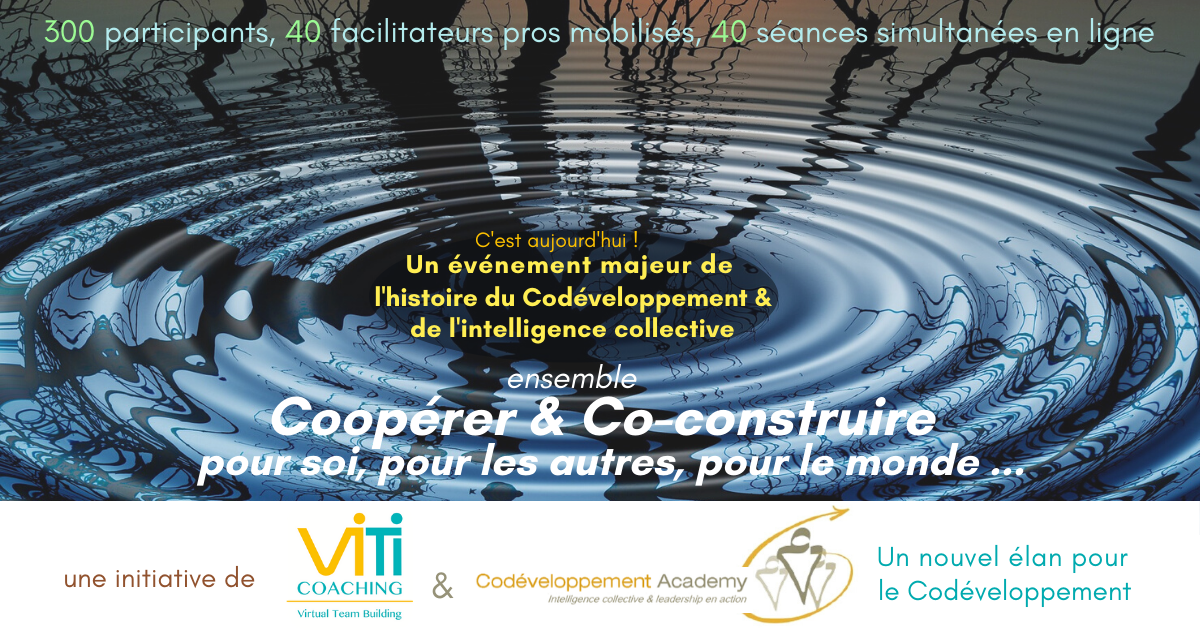 300 participants, 40 facilitateurs pros mobilisés, 40 séances simultanées en ligne
C'est aujourd'hui !
Un événement majeur de
l'histoire du Codéveloppement &
de l'intelligence collective
ensemble
Coopérer & Co-construire
pour soi, pour les autres, pour le monde ...
une initiative de
ViTi
COACHING
Virtual Team Building
&
Codéveloppement Academy
Intelligence collective & leadership en action
Un nouvel élan pour
le Codéveloppement